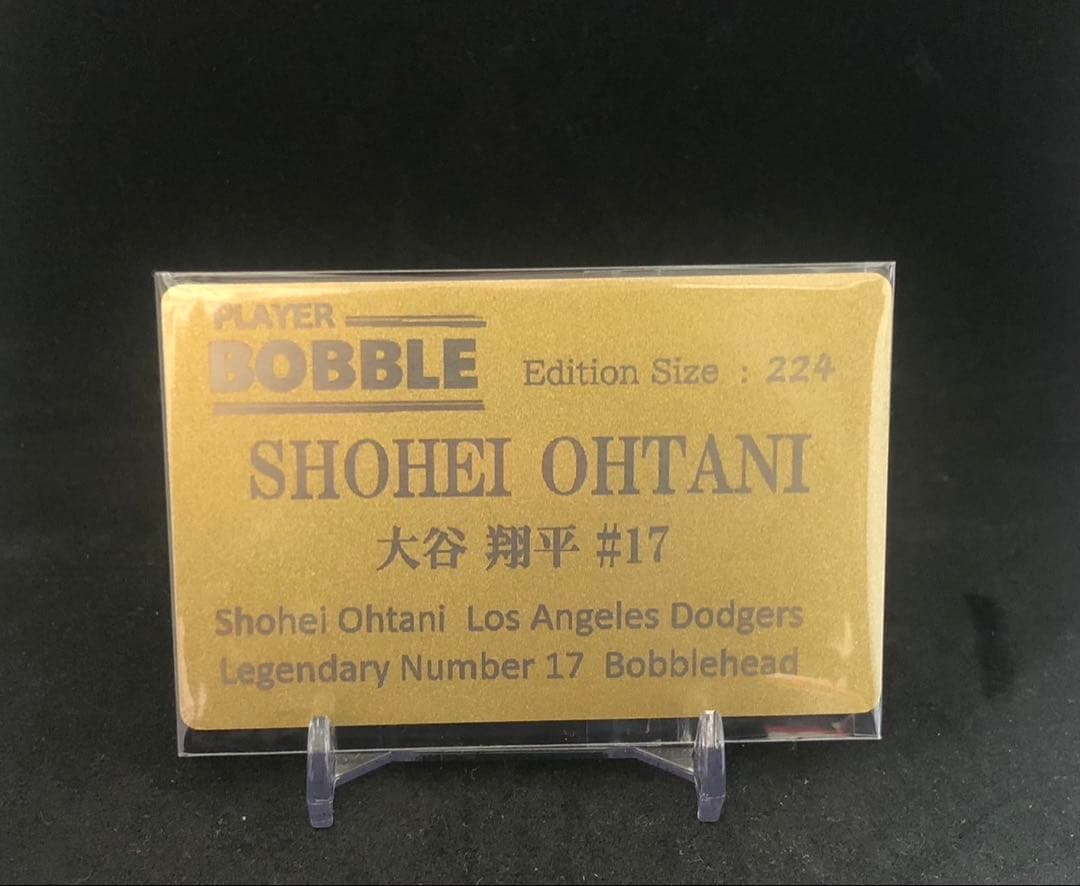 PLAYER
BOBBLE
Edition Size : 224
SHOHEI OHTANI
大谷 翔平 #17
Shohei Ohtani Los Angeles Dodgers
Legendary Number 17 Bobblehead